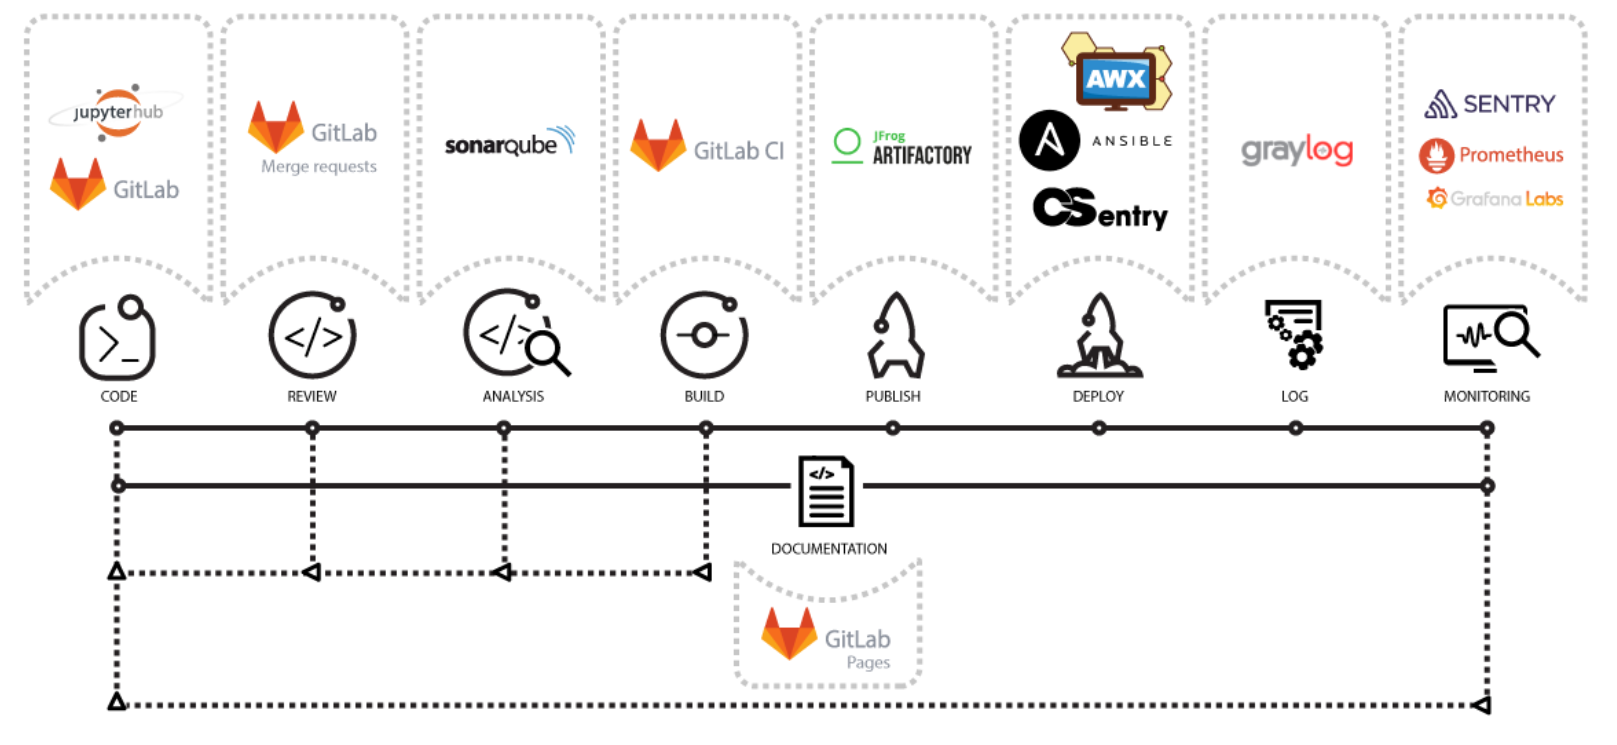 jupyterhub
GitLab
GitLab
Merge requests
sonarqube
GitLab CI
JFrog
ARTIFACTORY
AWX
ANSIBLE
CSentry
graylog
SENTRY
Prometheus
Grafana Labs
>_
</>
</>
CODE
REVIEW
ANALYSIS
BUILD
PUBLISH
DEPLOY
LOG
MONITORING
</>
DOCUMENTATION
GitLab
Pages